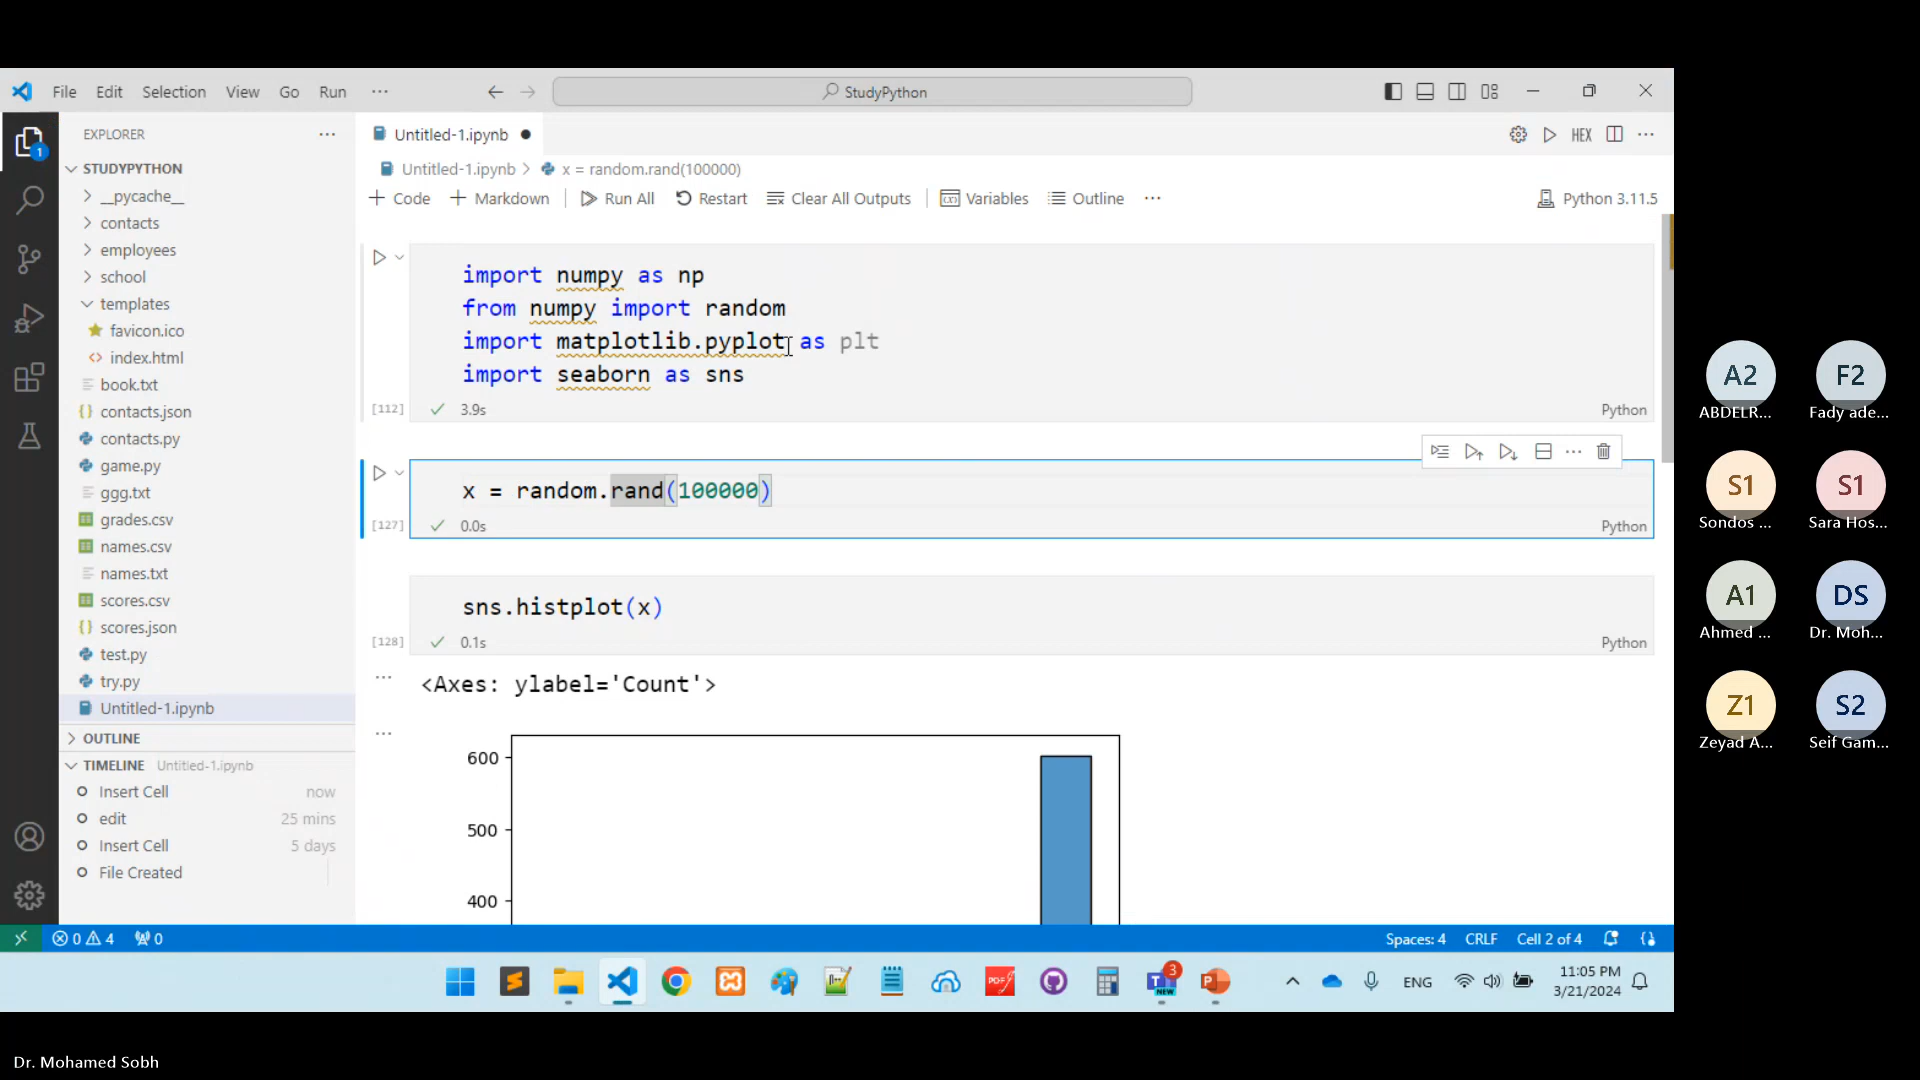 File Edit Selection View Go Run ··· StudyPython
EXPLORER ···
STUDYPYTHON
__pycache__
contacts
employees
school
templates
favicon.ico
index.html
book.txt
contacts.json
contacts.py
game.py
ggg.txt
grades.csv
names.csv
names.txt
scores.csv
scores.json
test.py
try.py
Untitled-1.ipynb
OUTLINE
TIMELINE Untitled-1.ipynb
Insert Cell now
edit 25 mins
Insert Cell 5 days
File Created
Untitled-1.ipynb
HEX
Untitled-1.ipynb > x = random.rand(100000)
+ Code + Markdown Run All Restart Clear All Outputs Variables Outline ··· Python 3.11.5
import numpy as np
from numpy import random
import matplotlib.pyplot as plt
import seaborn as sns
[112] 3.9s Python
x = random.rand(100000)
[127] 0.0s Python
sns.histplot(x)
[128] 0.1s Python
<Axes: ylabel='Count'>
600
500
400
0 4 0 Spaces: 4 CRLF Cell 2 of 4
ENG 11:05 PM
3/21/2024
A2 F2
ABDELR... Fady ade...
S1 S1
Sondos ... Sara Hos...
A1 DS
Ahmed ... Dr. Moh...
Z1 S2
Zeyad A... Seif Gam...
Dr. Mohamed Sobh